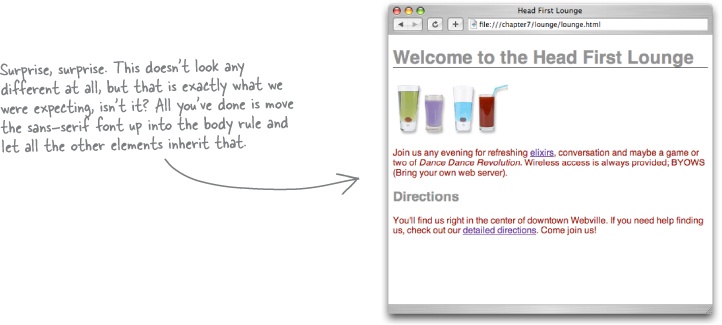 Surprise, surprise. This doesn't look any
different at all, but that is exactly what we
were expecting, isn't it? All you've done is move
the sans-serif font up into the body rule and
let all the other elements inherit that.
Head First Lounge
file:///chapter7/lounge/lounge.html
Welcome to the Head First Lounge
Join us any evening for refreshing elixirs, conversation and maybe a game or
two of Dance Dance Revolution. Wireless access is always provided; BYOWS
(Bring your own web server).
Directions
You'll find us right in the center of downtown Webville. If you need help finding
us, check out our detailed directions. Come join us!